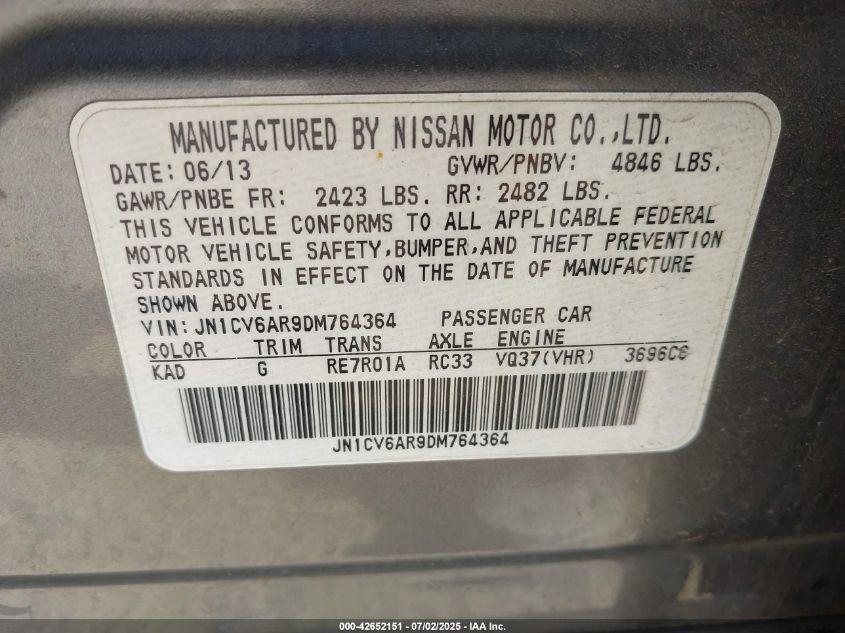 MANUFACTURED BY NISSAN MOTOR CO.,LTD.
DATE: 06/13 GVWR/PNBV: 4846 LBS.
GAWR/PNBE FR: 2423 LBS. RR: 2482 LBS.
THIS VEHICLE CONFORMS TO ALL APPLICABLE FEDERAL
MOTOR VEHICLE SAFETY,BUMPER,AND THEFT PREVENTION
STANDARDS IN EFFECT ON THE DATE OF MANUFACTURE
SHOWN ABOVE.
VIN: JN1CV6AR9DM764364 PASSENGER CAR
COLOR TRIM TRANS AXLE ENGINE
KAD G RE7R01A RC33 VQ37(VHR) 3696CC
JN1CV6AR9DM764364
000-42652151 | 07/02/2025 - IAA Inc.